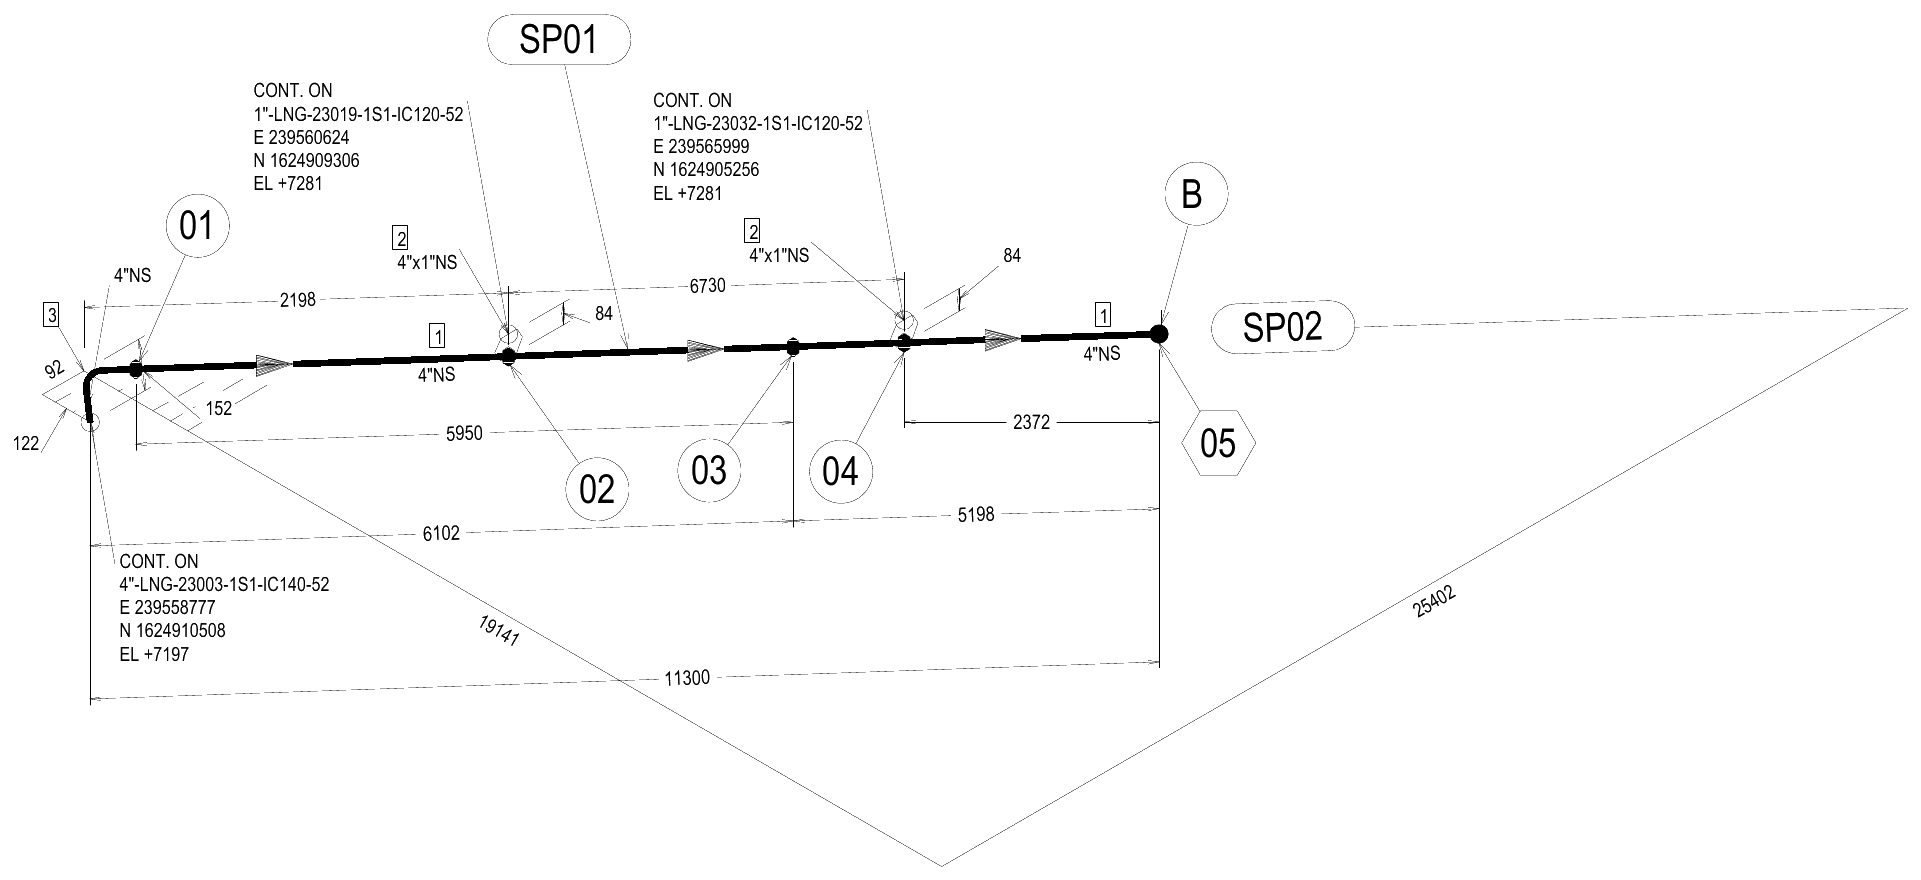 SP01
CONT. ON
1"-LNG-23019-1S1-IC120-52
E 239560624
N 1624909306
EL +7281
CONT. ON
1"-LNG-23032-1S1-IC120-52
E 239565999
N 1624905256
EL +7281
B
01
2
4"x1"NS
2
4"x1"NS
84
4"NS
2198
6730
3
84
1
1
SP02
92
4"NS
4"NS
152
122
5950
2372
05
02
03
04
6102
5198
CONT. ON
4"-LNG-23003-1S1-IC140-52
E 239558777
N 1624910508
EL +7197
19141
25402
11300